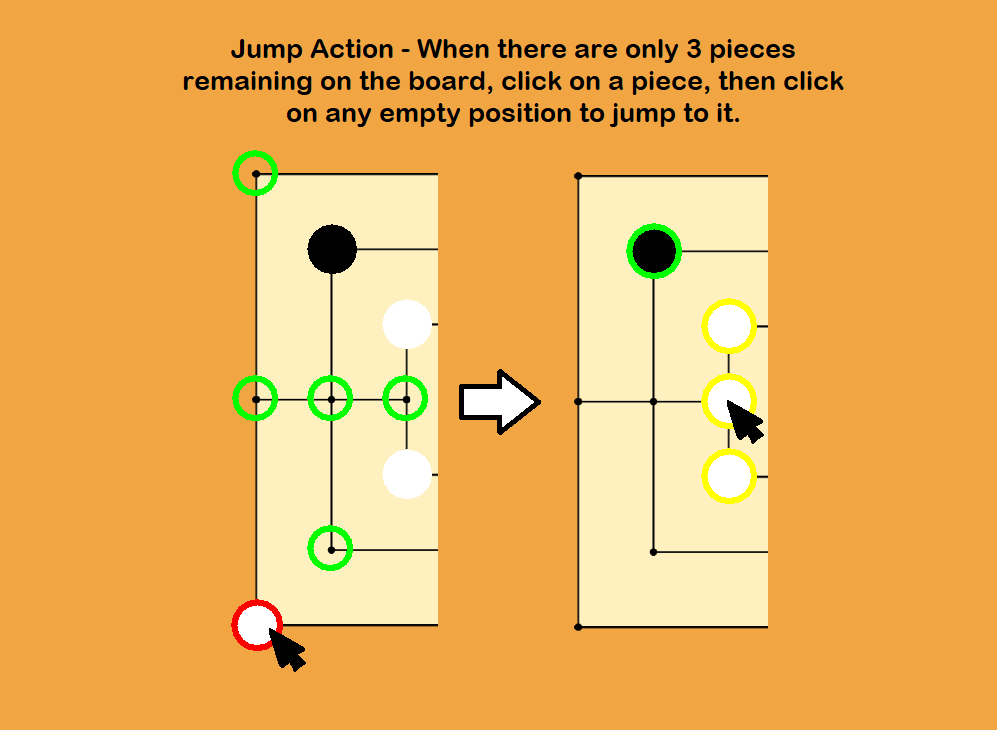 Jump Action - When there are only 3 pieces
remaining on the board, click on a piece, then click
on any empty position to jump to it.